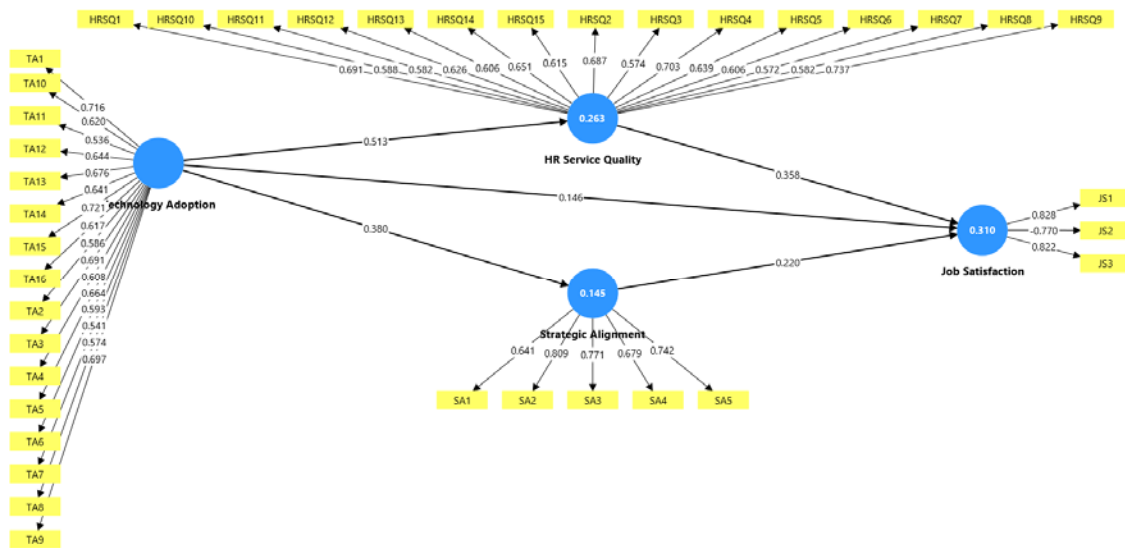 HRSQ1 HRSQ10 HRSQ11 HRSQ12 HRSQ13 HRSQ14 HRSQ15 HRSQ2 HRSQ3 HRSQ4 HRSQ5 HRSQ6 HRSQ7 HRSQ8 HRSQ9
0.691 0.588 0.582 0.626 0.606 0.651 0.615 0.687 0.574 0.703 0.639 0.606 0.572 0.582 0.737
TA1
TA10
TA11
TA12
TA13
TA14
TA15
TA16
TA2
TA3
TA4
TA5
TA6
TA7
TA8
TA9
0.716
0.620
0.536
0.644
0.676
0.641
0.721
0.617
0.586
0.691
0.608
0.664
0.593
0.541
0.574
0.697
echnology Adoption
0.513
0.146
0.380
0.263
HR Service Quality
0.358
0.220
0.145
Strategic Alignment
0.641 0.809 0.771 0.679 0.742
SA1 SA2 SA3 SA4 SA5
0.310
Job Satisfaction
0.828
-0.770
0.822
JS1
JS2
JS3